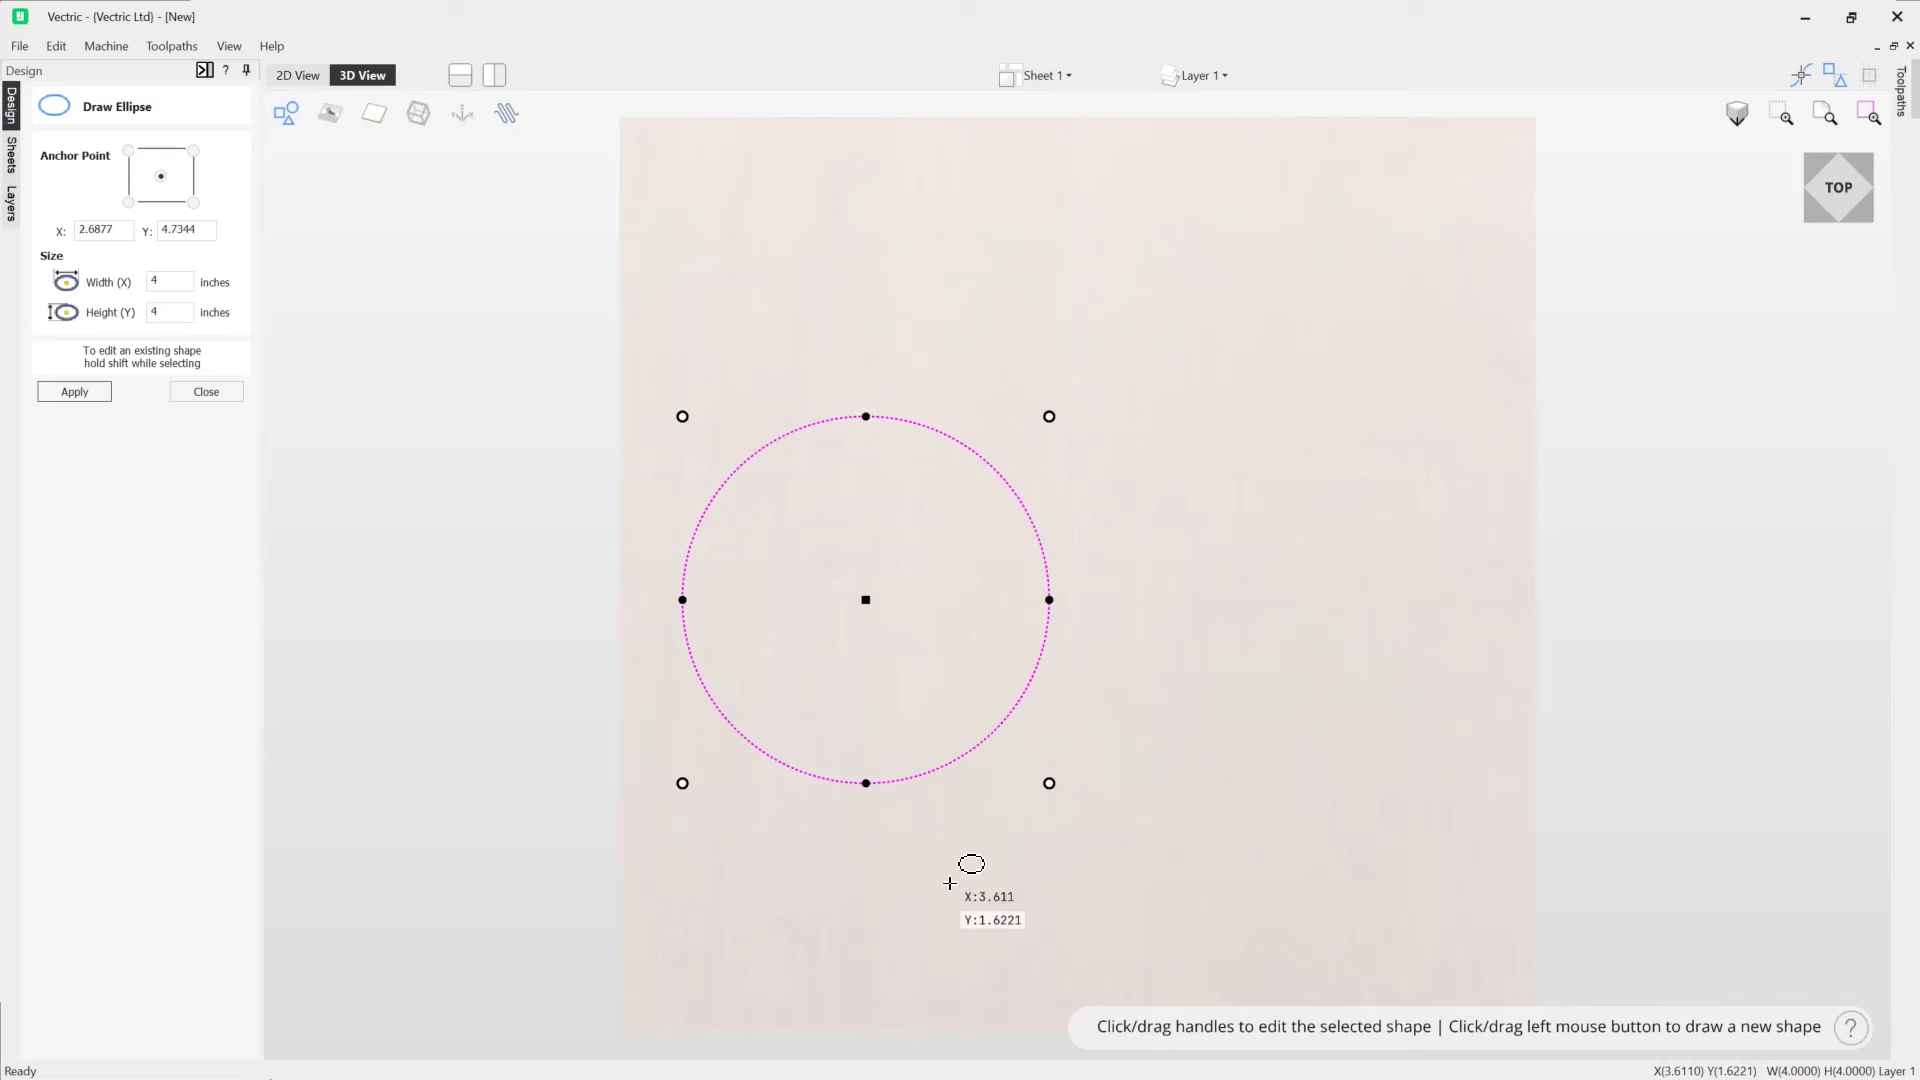 Vectric - {Vectric Ltd} - [New]
File Edit Machine Toolpaths View Help
Design ?
2D View 3D View Sheet 1 Layer 1
Design
Sheets
Layers
Toolpaths
Draw Ellipse
Anchor Point
X: 2.6877 Y: 4.7344
Size
Width (X) 4 inches
Height (Y) 4 inches
To edit an existing shape
hold shift while selecting
Apply Close
TOP
X:3.611
Y:1.6221
Click/drag handles to edit the selected shape | Click/drag left mouse button to draw a new shape ?
Ready X(3.6110) Y(1.6221) W(4.0000) H(4.0000) Layer 1